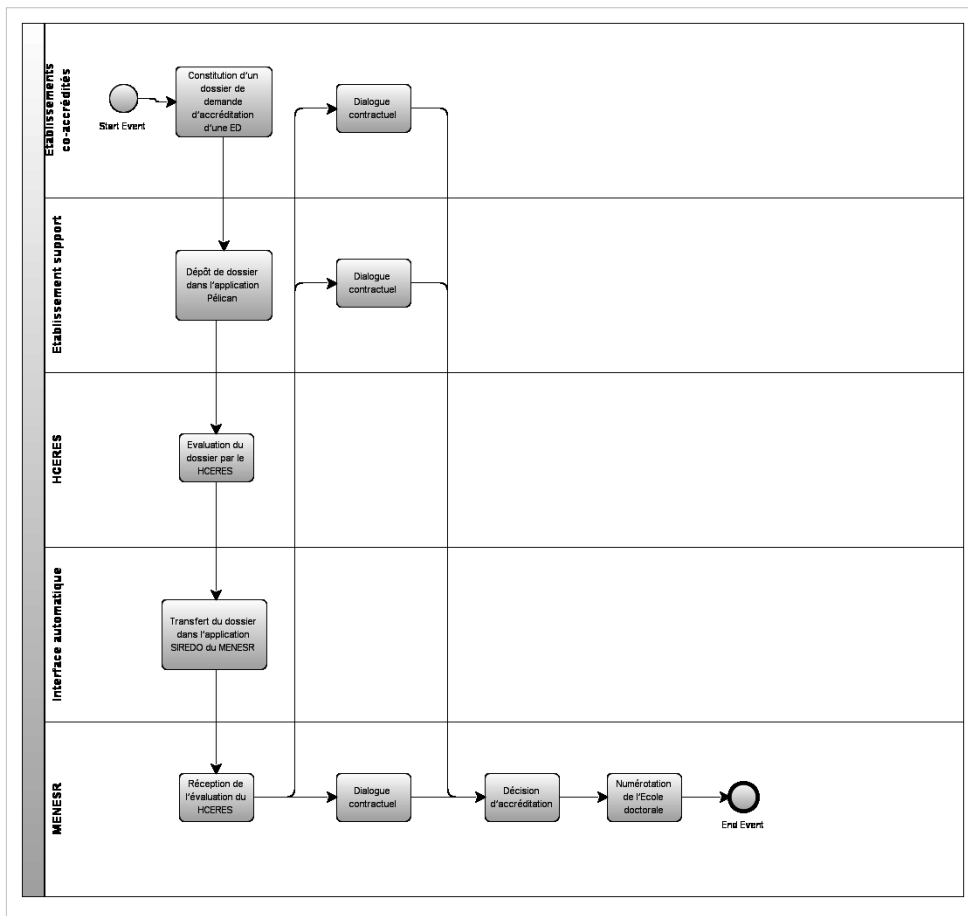 Etablissements
co-accrédités
Start Event
Constitution d'un
dossier de
demande
d'accréditation
d'une ED
Dialogue
contractuel
Etablissement support
Dépôt de dossier
dans l'application
Pélican
Dialogue
contractuel
HCERES
Evaluation du
dossier par le
HCERES
Interface automatique
Transfert du dossier
dans l'application
SIREDO du MENESR
MENESR
Réception de
l'évaluation du
HCERES
Dialogue
contractuel
Décision
d'accréditation
Numérotation
de l'Ecole
doctorale
End Event